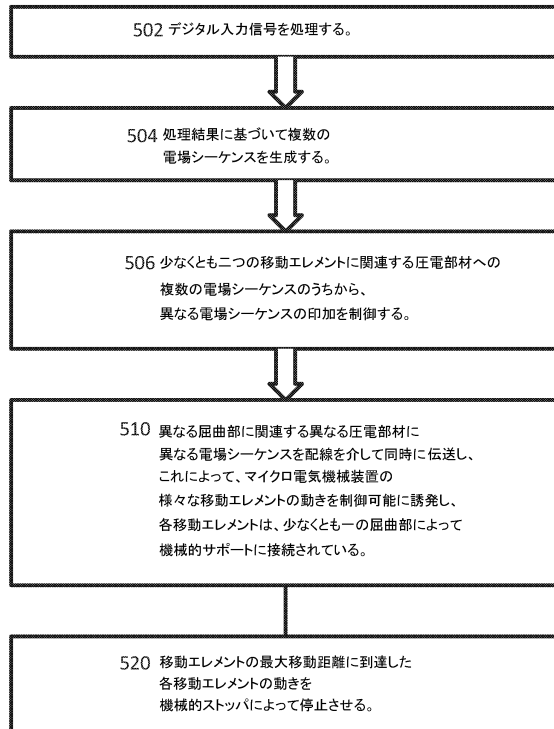 502 デジタル入力信号を処理する。
504 処理結果に基づいて複数の
電場シーケンスを生成する。
506 少なくとも二つの移動エレメントに関連する圧電部材への
複数の電場シーケンスのうちから、
異なる電場シーケンスの印加を制御する。
510 異なる屈曲部に関連する異なる圧電部材に
異なる電場シーケンスを配線を介して同時に伝送し、
これによって、マイクロ電気機械装置の
様々な移動エレメントの動きを制御可能に誘発し、
各移動エレメントは、少なくとも一の屈曲部によって
機械的サポートに接続されている。
520 移動エレメントの最大移動距離に到達した
各移動エレメントの動きを
機械的ストッパによって停止させる。